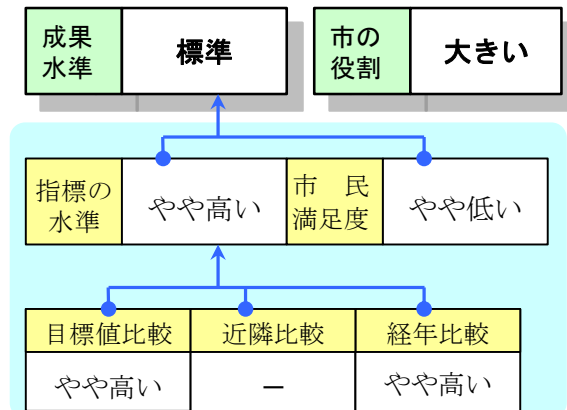 成果
水準
標準
市の
役割
大きい
指標の
水準
やや高い
市　民
満足度
やや低い
目標値比較
近隣比較
経年比較
やや高い
－
やや高い